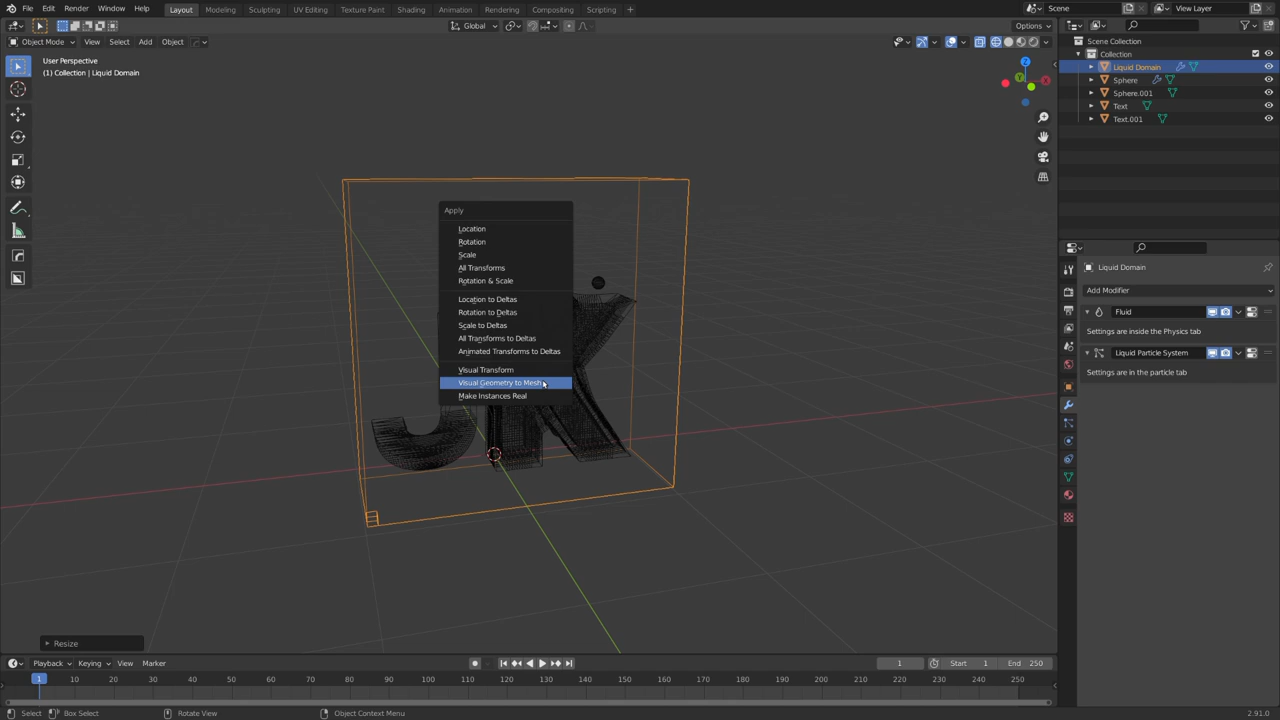 File Edit Render Window Help Layout Modeling Sculpting UV Editing Texture Paint Shading Animation Rendering Compositing Scripting + Scene View Layer
Global Options
Object Mode View Select Add Object
User Perspective
(1) Collection | Liquid Domain
Scene Collection
Collection
Liquid Domain
Sphere
Sphere.001
Text
Text.001
Z
Y
X
Apply
Location
Rotation
Scale
All Transforms
Rotation & Scale
Location to Deltas
Rotation to Deltas
Scale to Deltas
All Transforms to Deltas
Animated Transforms to Deltas
Visual Transform
Visual Geometry to Mesh
Make Instances Real
Liquid Domain
Add Modifier
Fluid
Settings are inside the Physics tab
Liquid Particle System
Settings are in the particle tab
Resize
Playback Keying View Marker 1 Start 1 End 250
1 10 20 30 40 50 60 70 80 90 100 110 120 130 140 150 160 170 180 190 200 210 220 230 240 250
Select Box Select Rotate View Object Context Menu 2.91.0